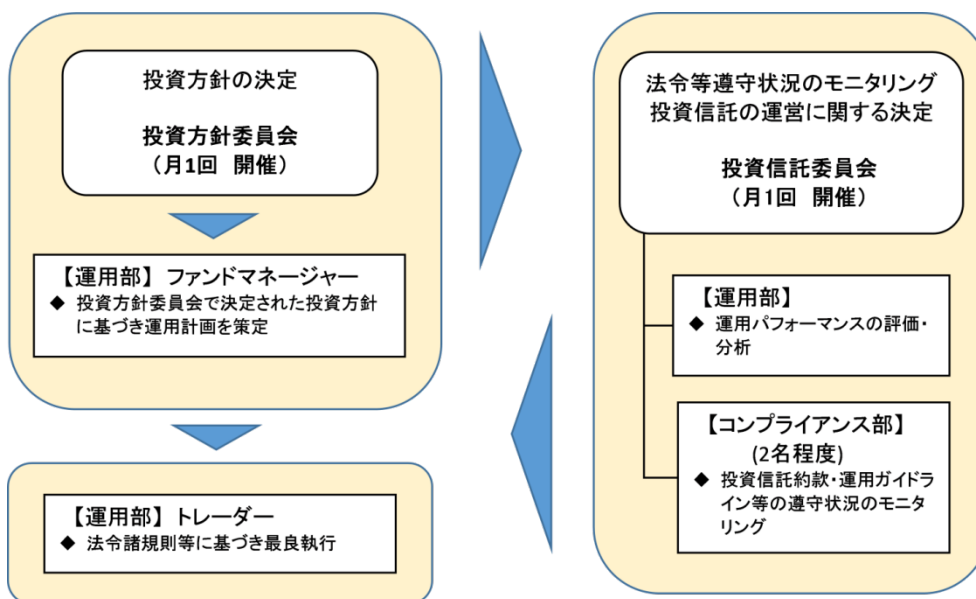 投資方針の決定
投資方針委員会
（月1回　開催）
【運用部】ファンドマネージャー
◆ 投資方針委員会で決定された投資方針
に基づき運用計画を策定
【運用部】トレーダー
◆ 法令諸規則等に基づき最良執行
法令等遵守状況のモニタリング
投資信託の運営に関する決定
投資信託委員会
（月1回　開催）
【運用部】
◆ 運用パフォーマンスの評価・
分析
【コンプライアンス部】
(2名程度)
◆ 投資信託約款・運用ガイドラ
イン等の遵守状況のモニタ
リング